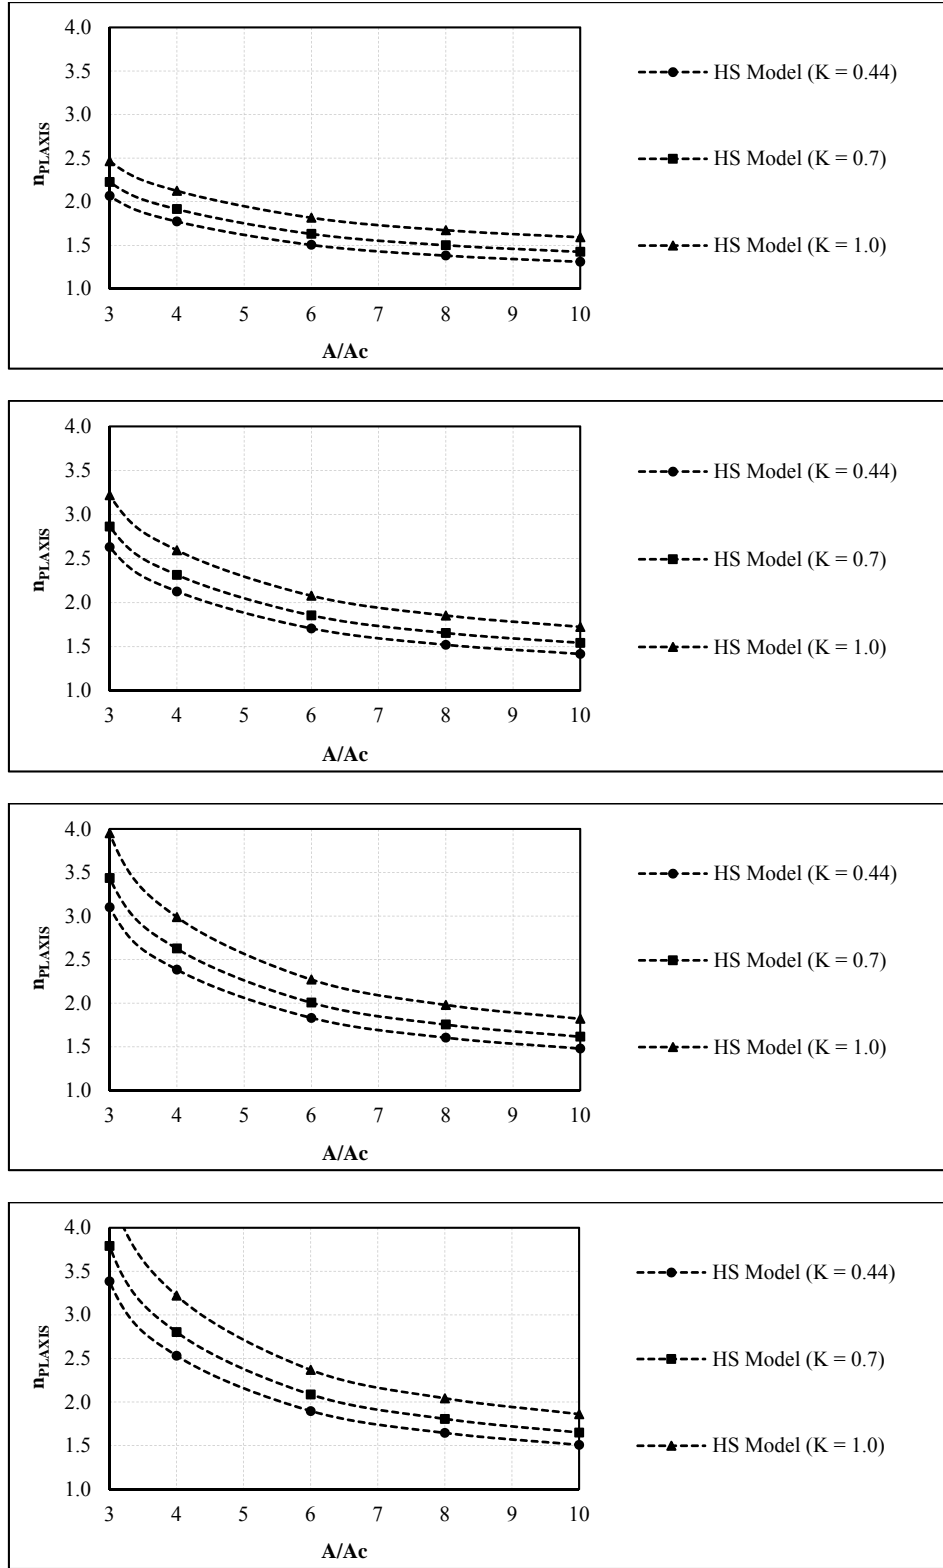 4.0
3.5
3.0
2.5
2.0
1.5
1.0
nPLAXIS
3 4 5 6 7 8 9 10
A/Ac
HS Model (K = 0.44)
HS Model (K = 0.7)
HS Model (K = 1.0)
4.0
3.5
3.0
2.5
2.0
1.5
1.0
nPLAXIS
3 4 5 6 7 8 9 10
A/Ac
HS Model (K = 0.44)
HS Model (K = 0.7)
HS Model (K = 1.0)
4.0
3.5
3.0
2.5
2.0
1.5
1.0
nPLAXIS
3 4 5 6 7 8 9 10
A/Ac
HS Model (K = 0.44)
HS Model (K = 0.7)
HS Model (K = 1.0)
4.0
3.5
3.0
2.5
2.0
1.5
1.0
nPLAXIS
3 4 5 6 7 8 9 10
A/Ac
HS Model (K = 0.44)
HS Model (K = 0.7)
HS Model (K = 1.0)